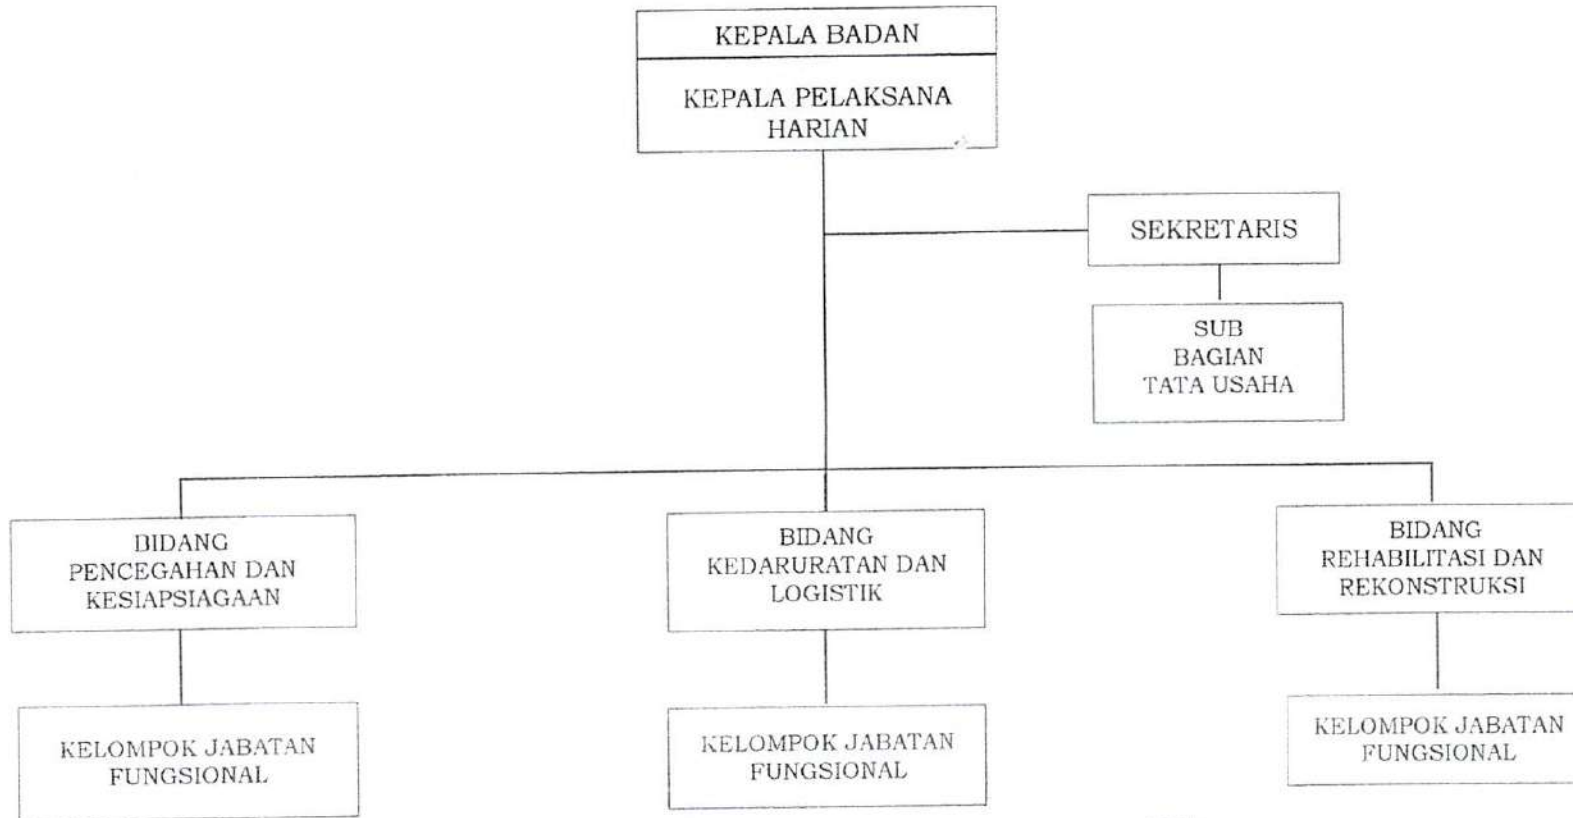 KEPALA BADAN
KEPALA PELAKSANA
HARIAN
SEKRETARIS
SUB
BAGIAN
TATA USAHA
BIDANG
PENCEGAHAN DAN
KESIAPSIAGAAN
BIDANG
KEDARURATAN DAN
LOGISTIK
BIDANG
REHABILITASI DAN
REKONSTRUKSI
KELOMPOK JABATAN
FUNGSIONAL
KELOMPOK JABATAN
FUNGSIONAL
KELOMPOK JABATAN
FUNGSIONAL